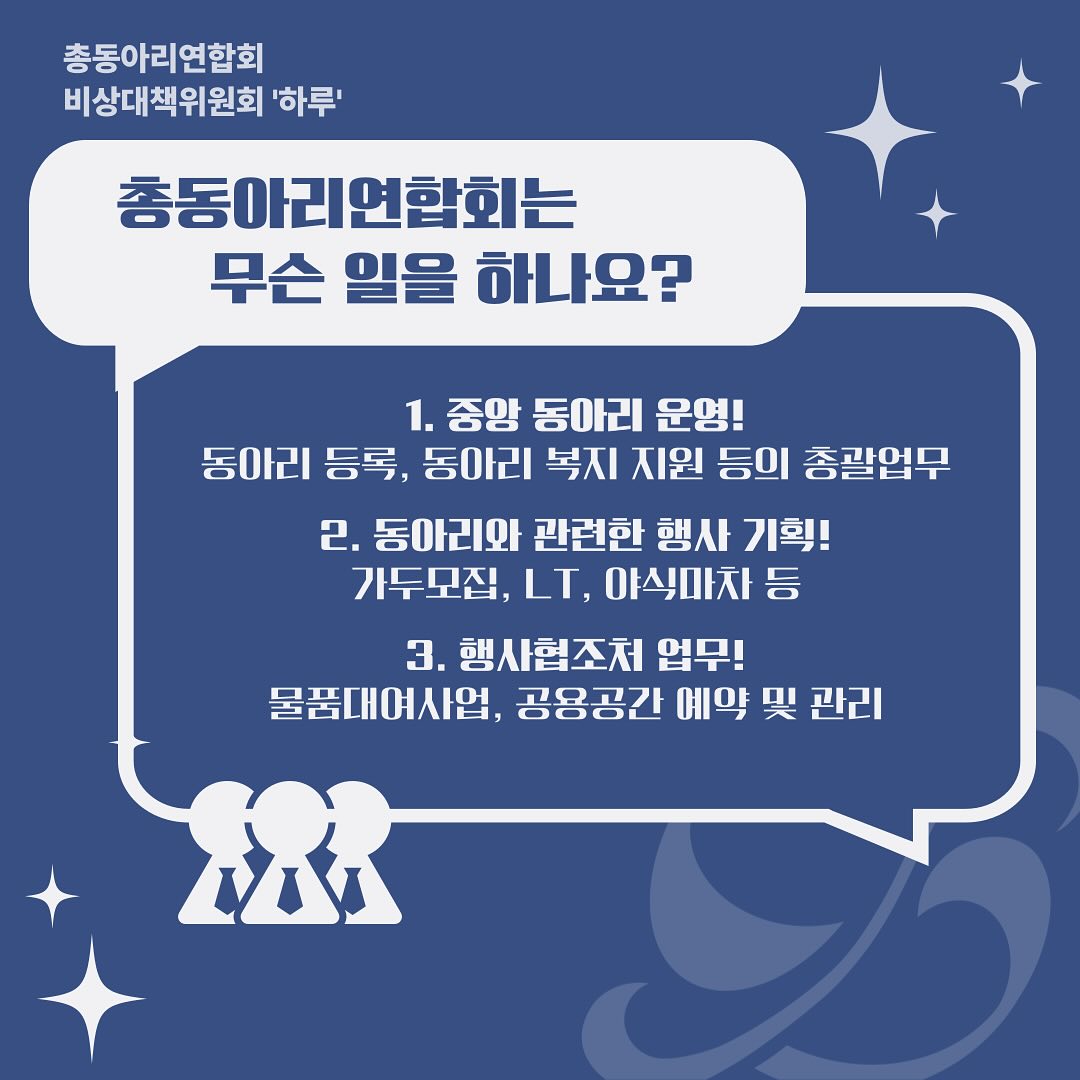 총동아리연합회
비상대책위원회 '하루'
총동아리연합회는
무슨 일을 하나요?
1. 중앙 동아리 운영!
동아리 등록, 동아리 복지 지원 등의 총괄업무
2. 동아리와 관련한 행사 기획!
가두모집, LT, 야식마차 등
3. 행사협조처 업무!
물품대여사업, 공용공간 예약 및 관리